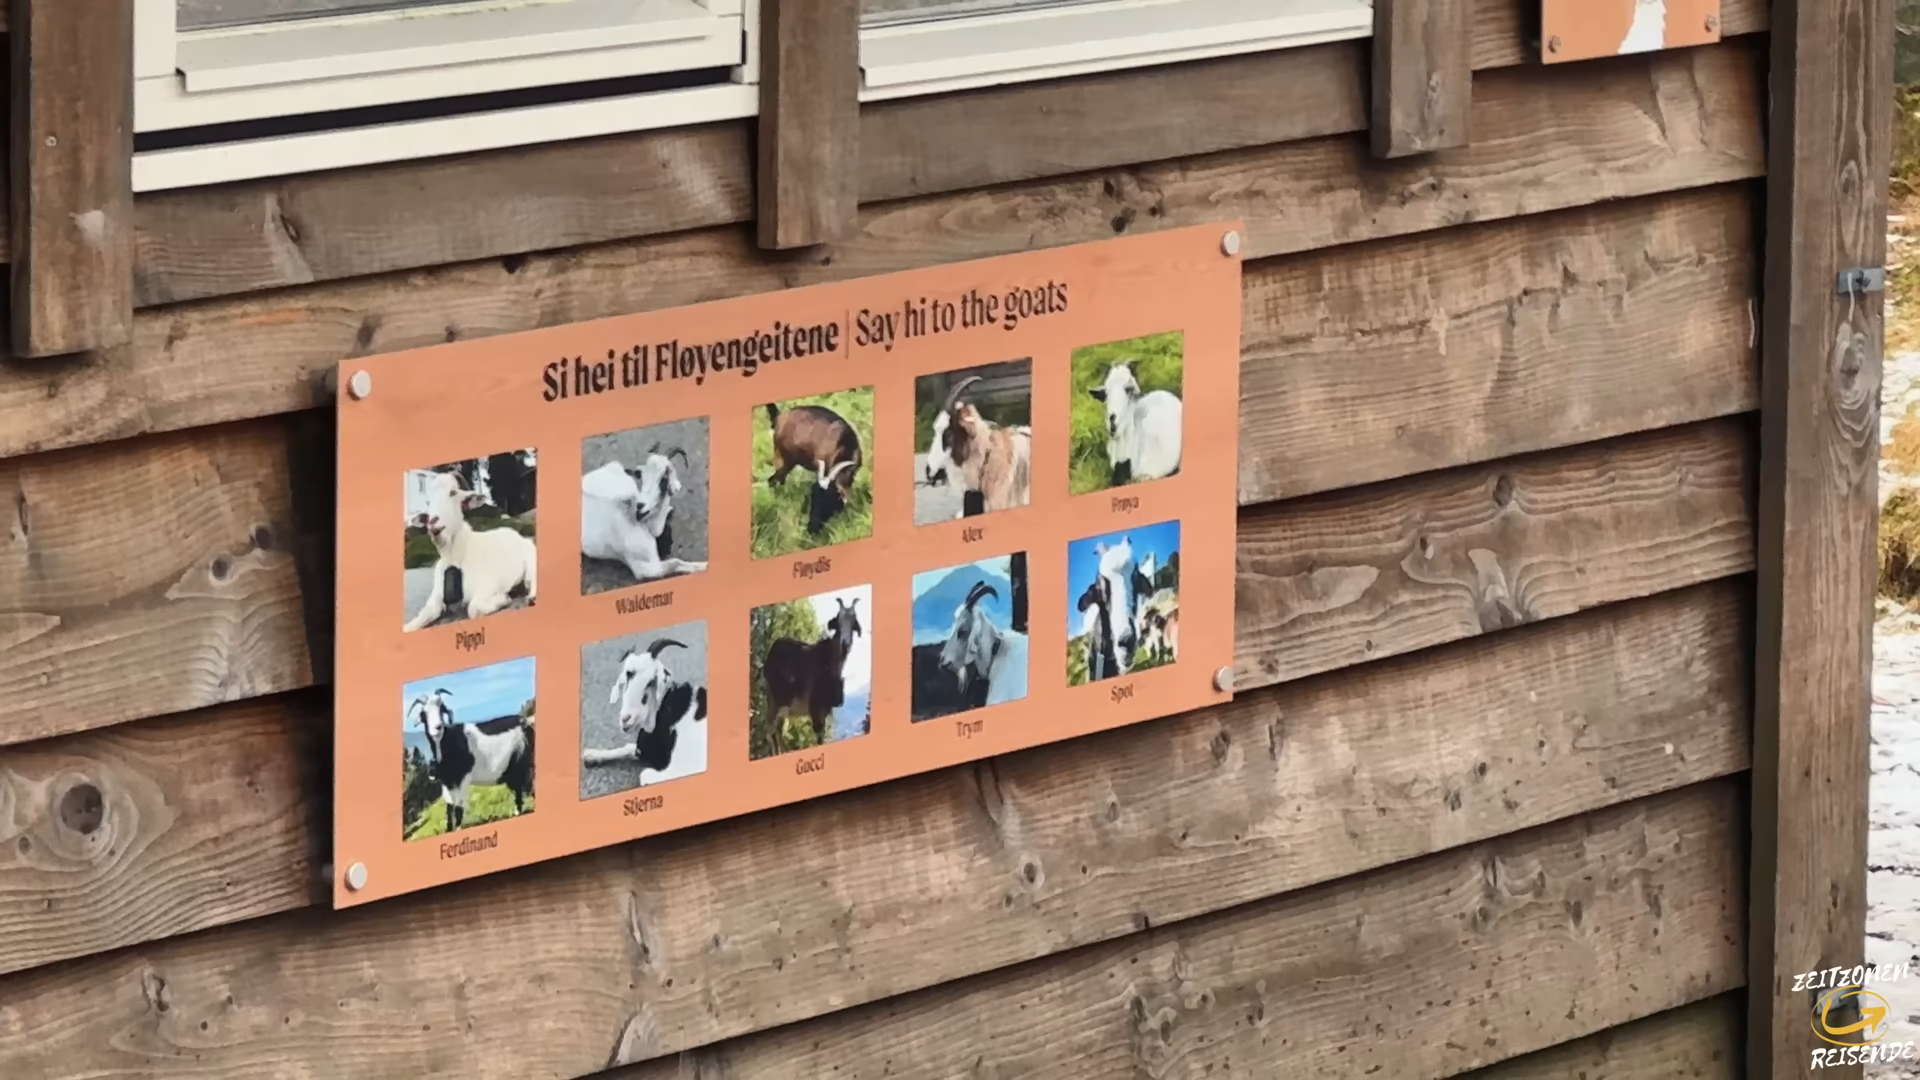 Si hei til Fløyengeitene | Say hi to the goats
Pippi
Waldemar
Fløydis
Alex
Frøya
Ferdinand
Stjerna
Gucci
Trym
Spot
ZEITZONEN
REISENDE